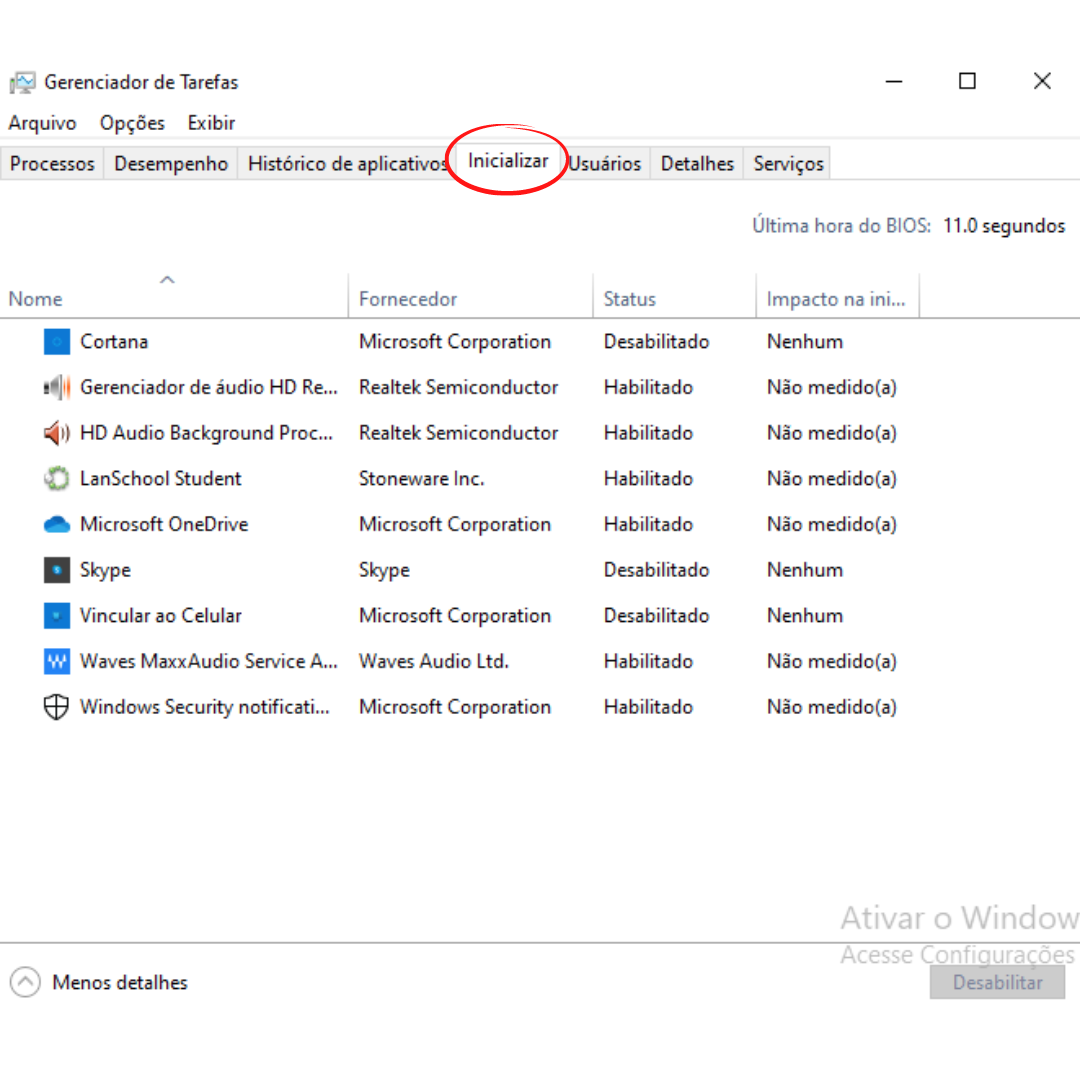 Gerenciador de Tarefas
Arquivo Opções Exibir
Processos Desempenho Histórico de aplicativos Inicializar Usuários Detalhes Serviços
Última hora do BIOS: 11.0 segundos
Nome Fornecedor Status Impacto na ini...
Cortana Microsoft Corporation Desabilitado Nenhum
Gerenciador de áudio HD Re... Realtek Semiconductor Habilitado Não medido(a)
HD Audio Background Proc... Realtek Semiconductor Habilitado Não medido(a)
LanSchool Student Stoneware Inc. Habilitado Não medido(a)
Microsoft OneDrive Microsoft Corporation Habilitado Não medido(a)
Skype Skype Desabilitado Nenhum
Vincular ao Celular Microsoft Corporation Desabilitado Nenhum
Waves MaxxAudio Service A... Waves Audio Ltd. Habilitado Não medido(a)
Windows Security notificati... Microsoft Corporation Habilitado Não medido(a)
Ativar o Window
Acesse Configurações
Menos detalhes Desabilitar